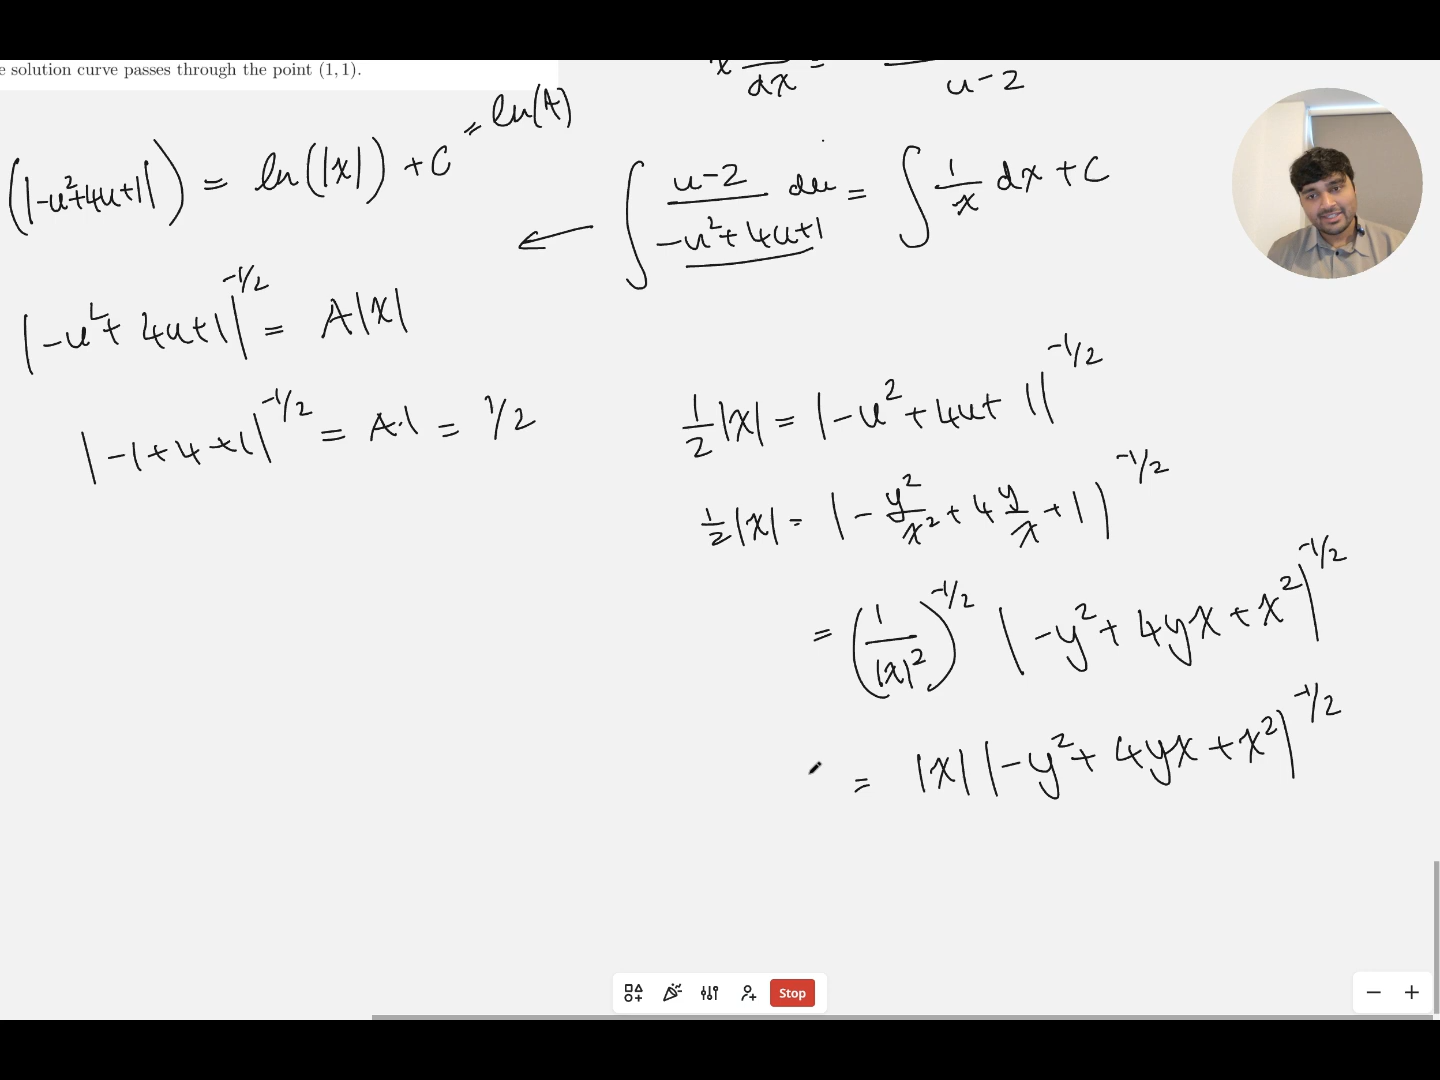 e solution curve passes through the point (1, 1).
x — dx = — u-2
(|-u²+4u+1|) = ln(|x|) + C = ln(A)
∫ (u-2)/(-u²+4u+1) du = ∫ 1/x dx + C
|-u²+4u+1|^(-1/2) = A|x|
|-1+4+1|^(-1/2) = A·1 = 1/2
1/2 |x| = |-u²+4u+1|^(-1/2)
1/2 |x| = |-y²/x² + 4 y/x + 1|^(-1/2)
= (1/|x|²)^(-1/2) |-y²+4yx+x²|^(-1/2)
= |x| |-y²+4yx+x²|^(-1/2)
Stop